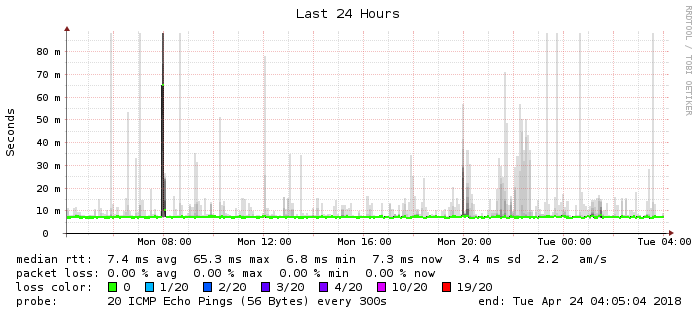 Last 24 Hours
RRDTOOL / TOBI OETIKER
Seconds
80 m
70 m
60 m
50 m
40 m
30 m
20 m
10 m
0
Mon 08:00 Mon 12:00 Mon 16:00 Mon 20:00 Tue 00:00 Tue 04:00
median rtt: 7.4 ms avg 65.3 ms max 6.8 ms min 7.3 ms now 3.4 ms sd 2.2 am/s
packet loss: 0.00 % avg 0.00 % max 0.00 % min 0.00 % now
loss color: 0 1/20 2/20 3/20 4/20 10/20 19/20
probe: 20 ICMP Echo Pings (56 Bytes) every 300s end: Tue Apr 24 04:05:04 2018